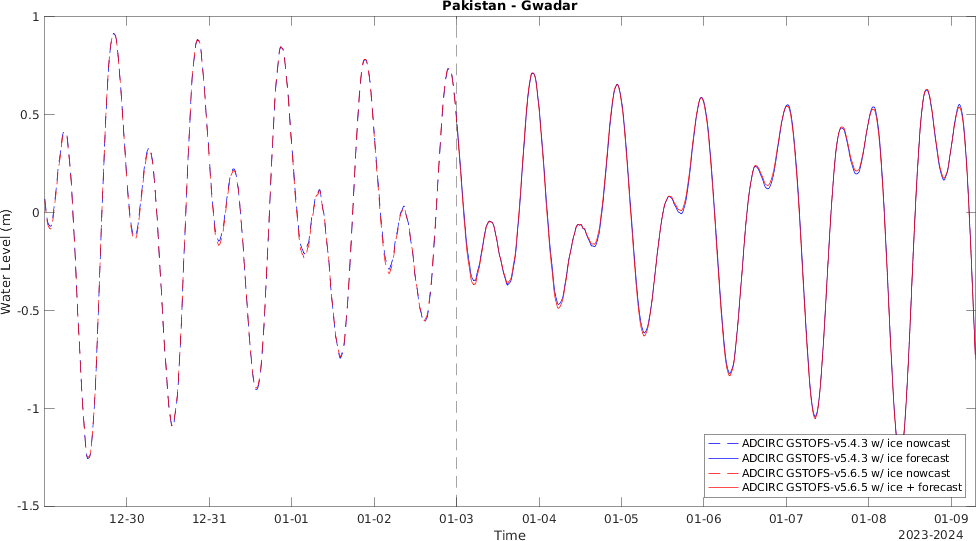 Pakistan - Gwadar
1
0.5
0
-0.5
-1
-1.5
Water Level (m)
ADCIRC GSTOFS-v5.4.3 w/ ice nowcast
ADCIRC GSTOFS-v5.4.3 w/ ice forecast
ADCIRC GSTOFS-v5.6.5 w/ ice nowcast
ADCIRC GSTOFS-v5.6.5 w/ ice + forecast
12-30 12-31 01-01 01-02 01-03 01-04 01-05 01-06 01-07 01-08 01-09
Time
2023-2024